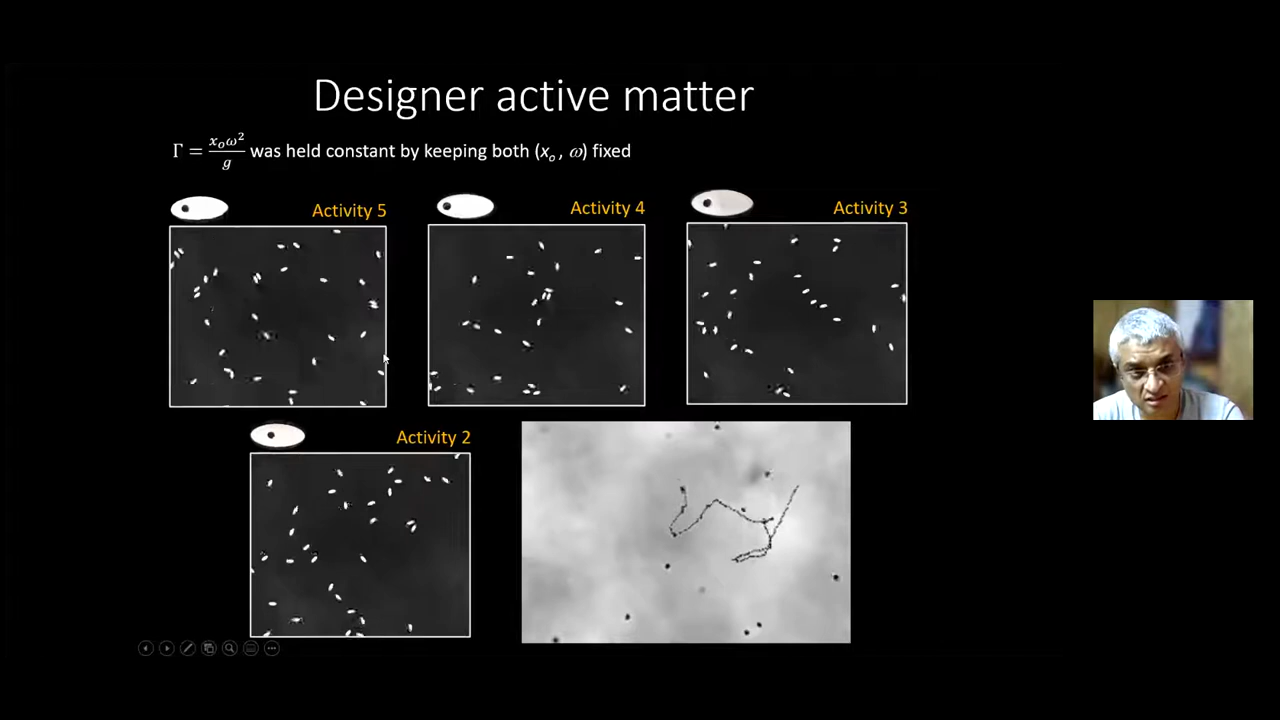 Designer active matter
Γ = x₀ω²/g was held constant by keeping both (x₀, ω) fixed
Activity 5
Activity 4
Activity 3
Activity 2